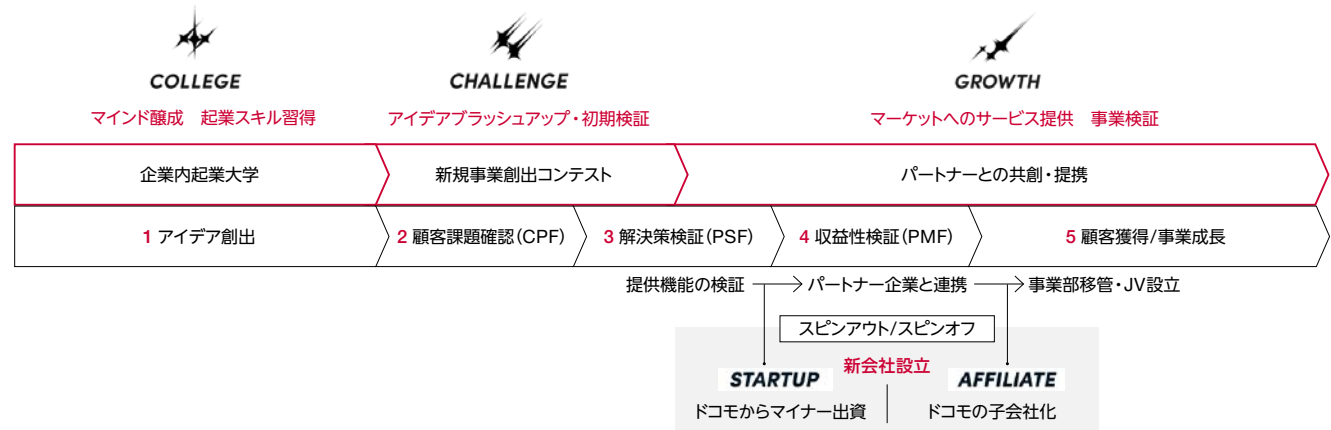 COLLEGE
CHALLENGE
GROWTH
マインド醸成 起業スキル習得
アイデアブラッシュアップ・初期検証
マーケットへのサービス提供 事業検証
企業内起業大学
新規事業創出コンテスト
パートナーとの共創・提携
1 アイデア創出
2 顧客課題確認(CPF)
3 解決策検証(PSF)
4 収益性検証(PMF)
5 顧客獲得/事業成長
提供機能の検証
パートナー企業と連携
事業部移管・JV設立
スピンアウト/スピンオフ
新会社設立
STARTUP
AFFILIATE
ドコモからマイナー出資
ドコモの子会社化